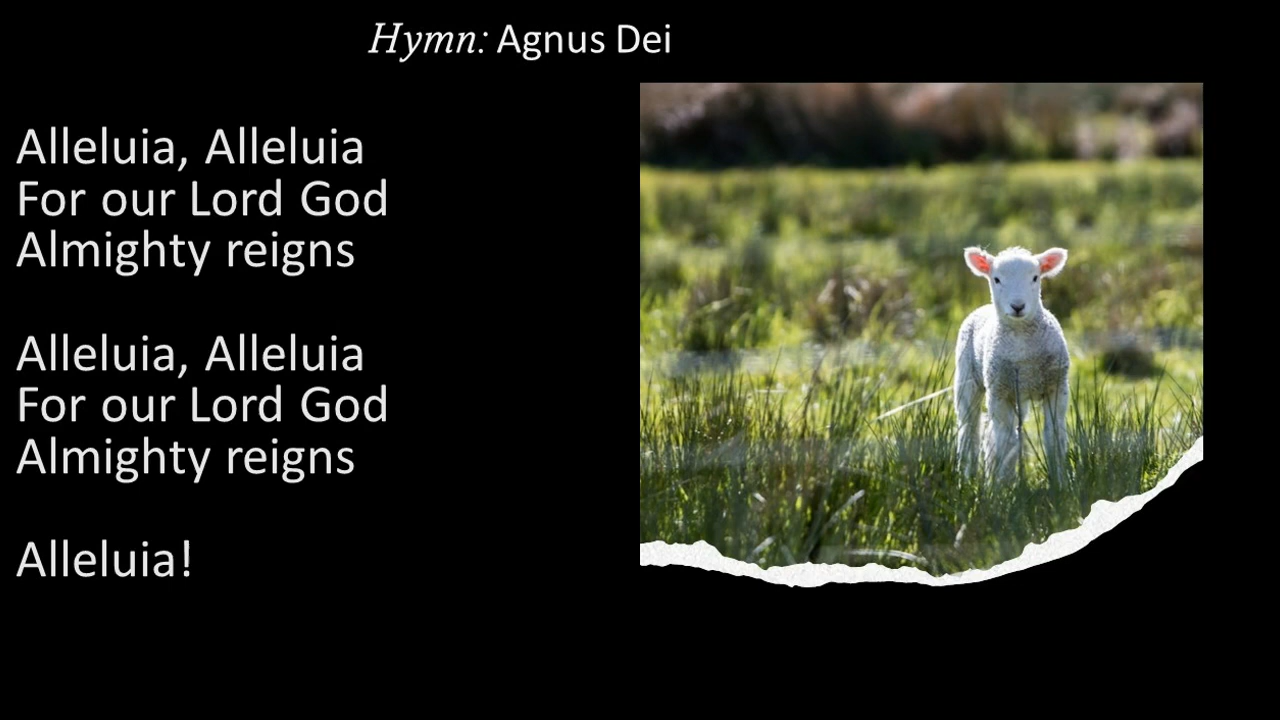 Hymn: Agnus Dei
Alleluia, Alleluia
For our Lord God
Almighty reigns
Alleluia, Alleluia
For our Lord God
Almighty reigns
Alleluia!